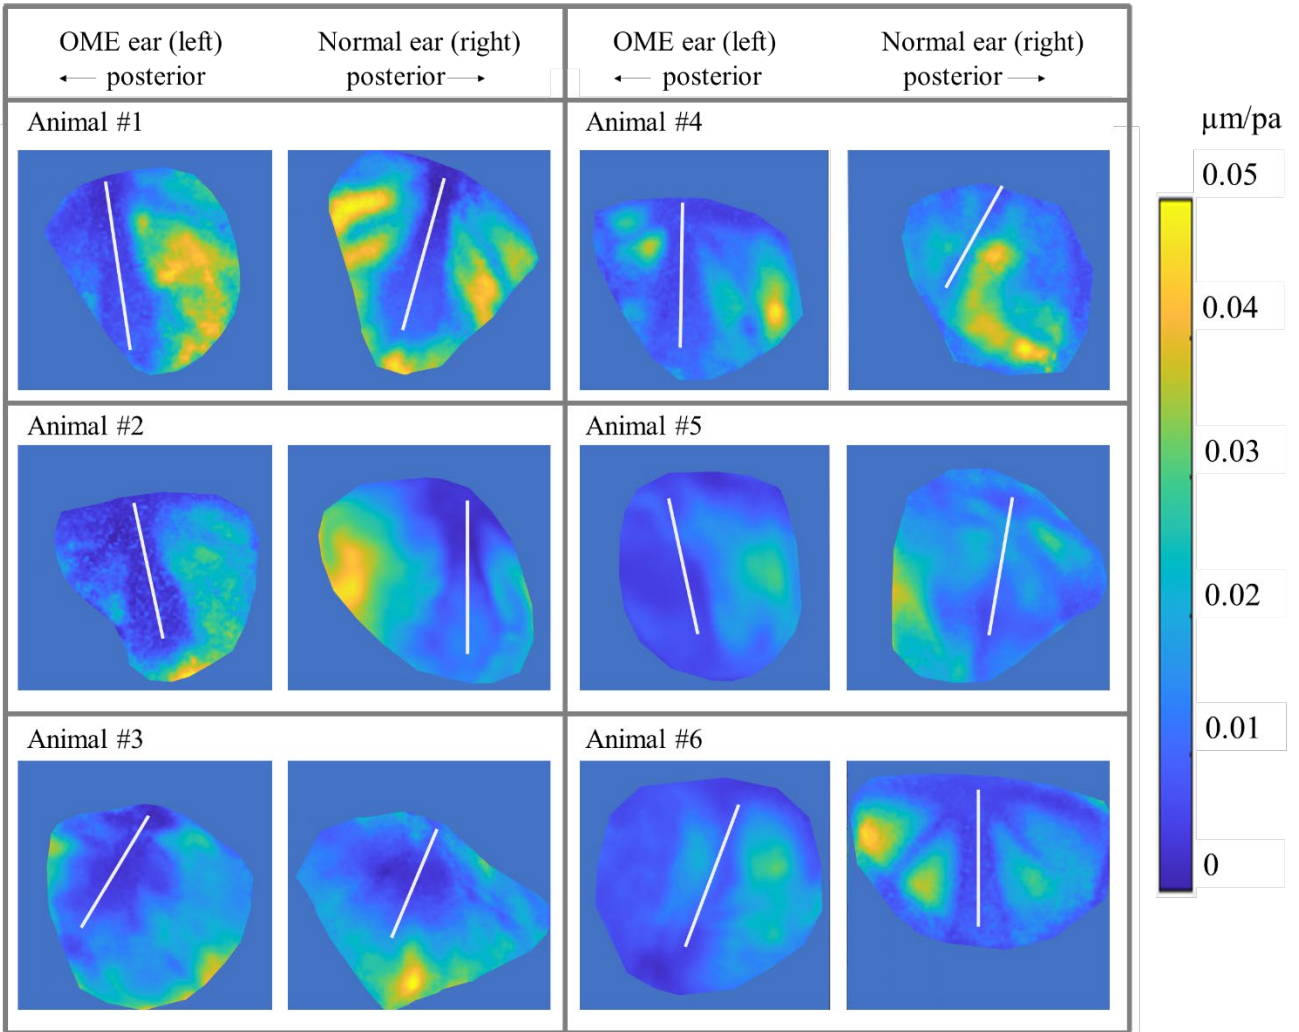 OME ear (left)
← posterior
Normal ear (right)
posterior →
OME ear (left)
← posterior
Normal ear (right)
posterior →
Animal #1
Animal #4
Animal #2
Animal #5
Animal #3
Animal #6
µm/pa
0.05
0.04
0.03
0.02
0.01
0